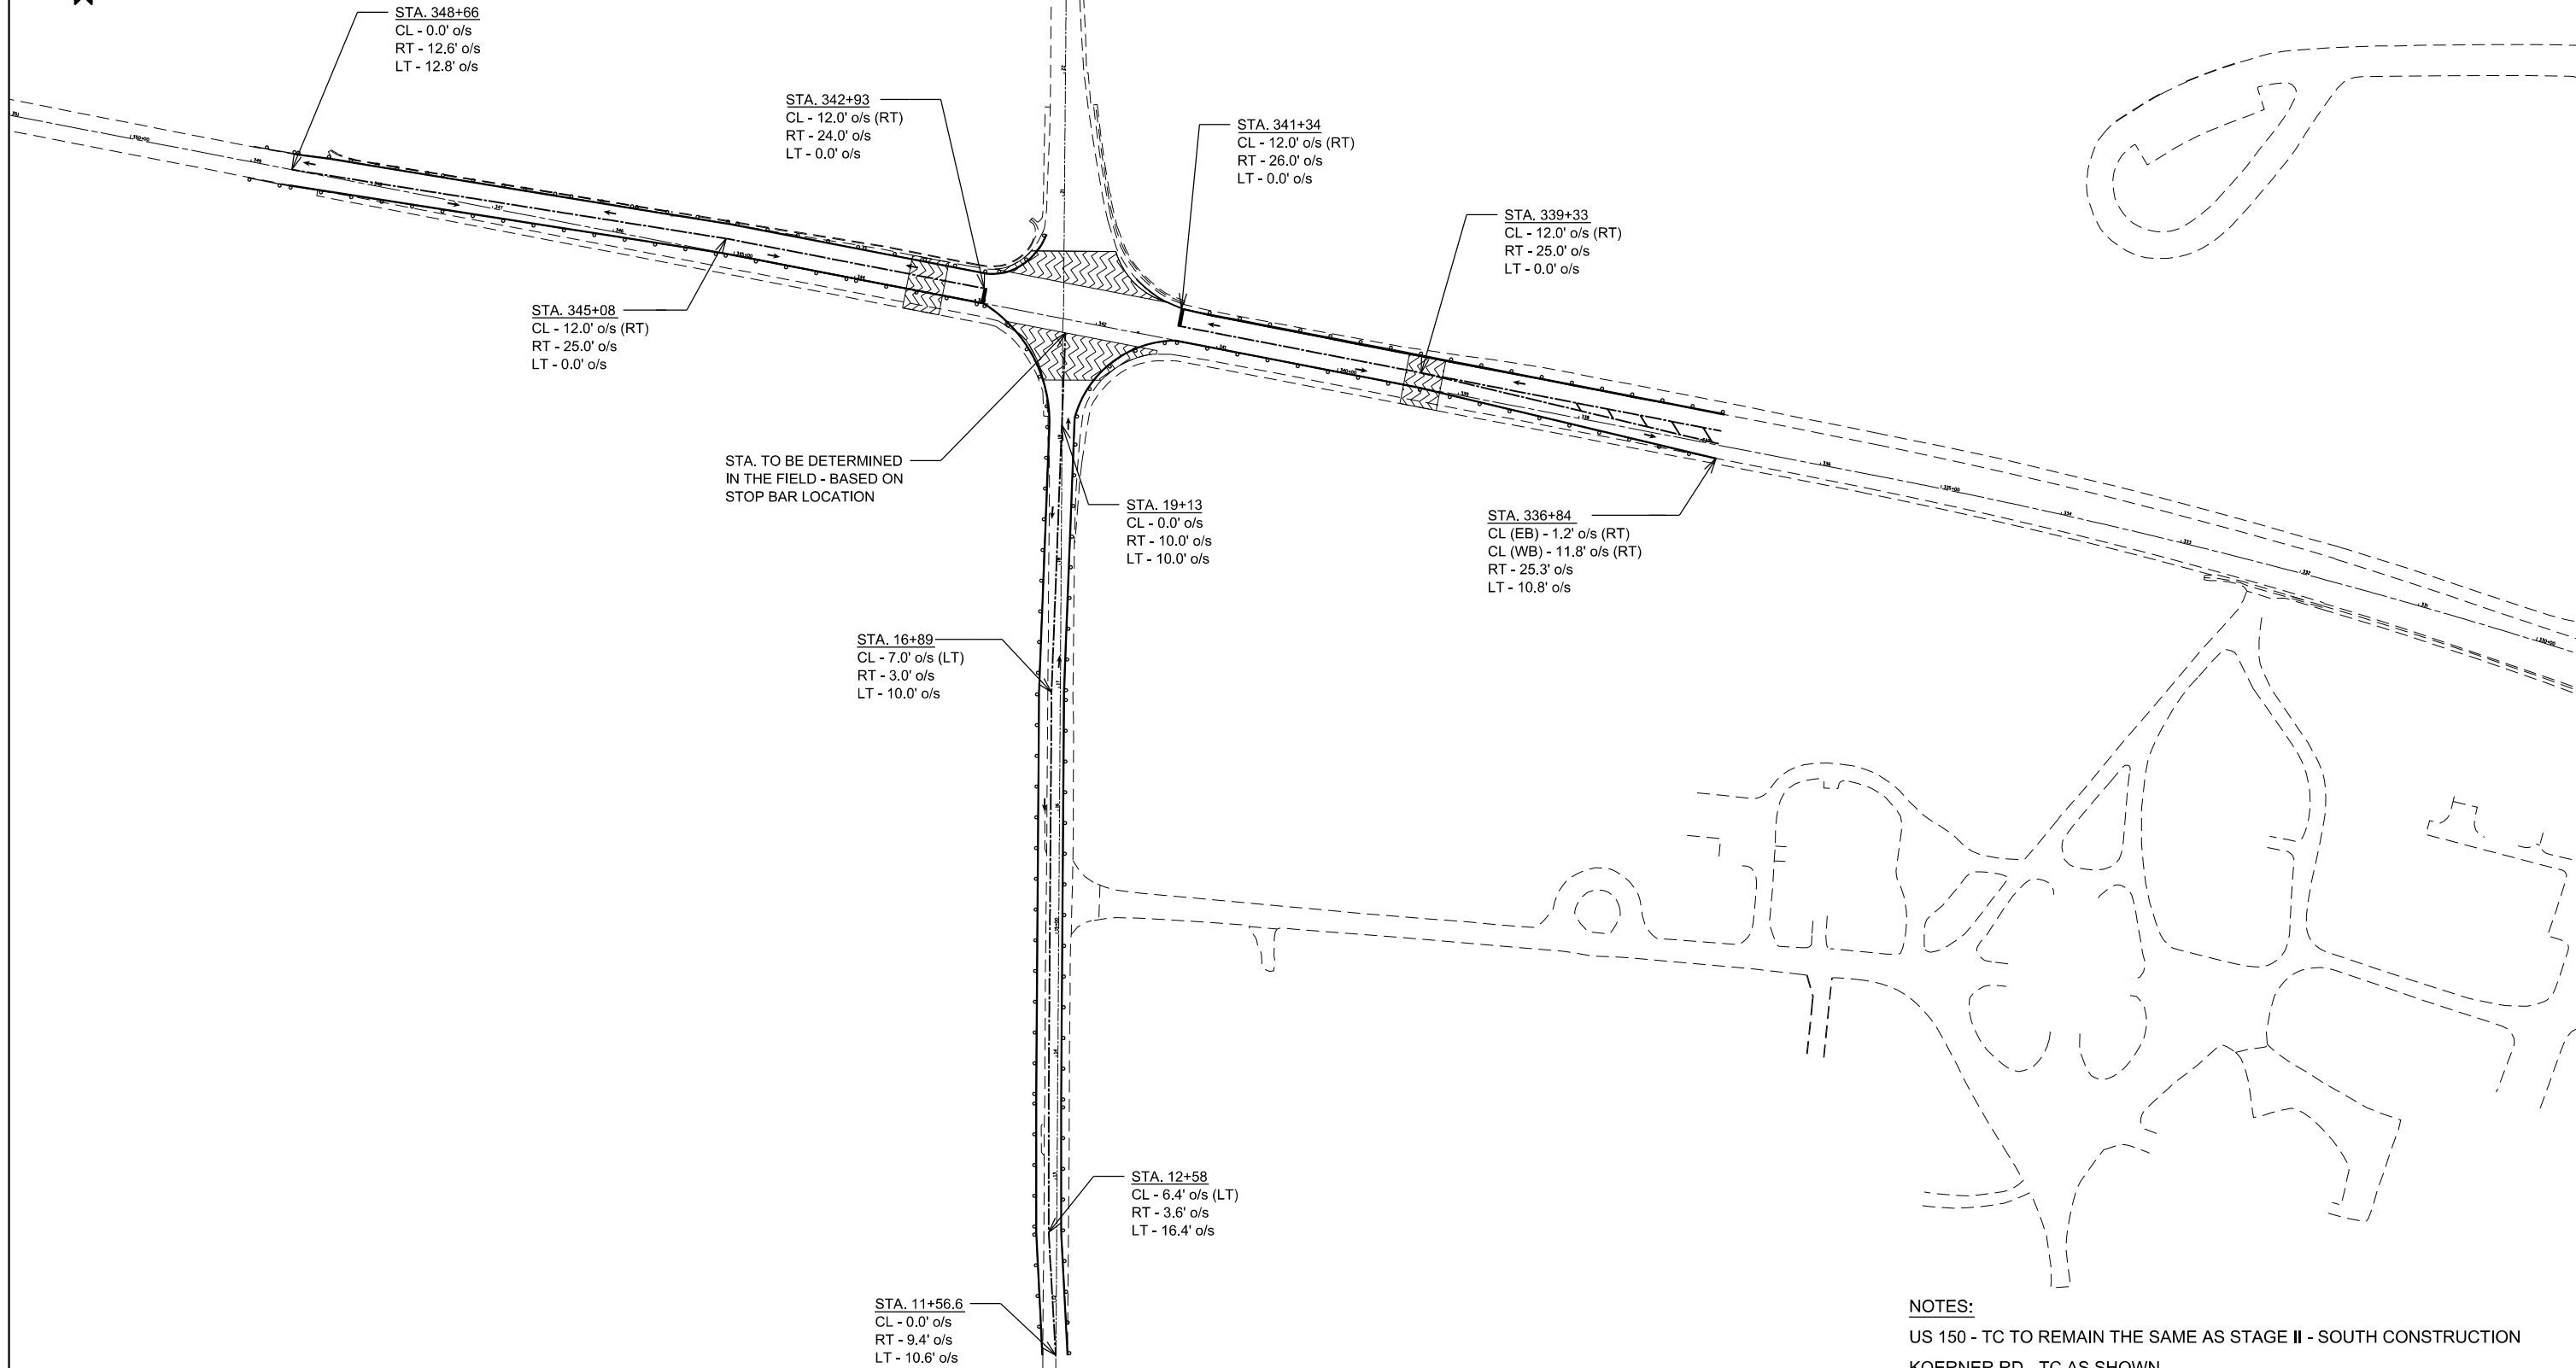 STA. 348+66
CL - 0.0' o/s
RT - 12.6' o/s
LT - 12.8' o/s
STA. 342+93
CL - 12.0' o/s (RT)
RT - 24.0' o/s
LT - 0.0' o/s
STA. 341+34
CL - 12.0' o/s (RT)
RT - 26.0' o/s
LT - 0.0' o/s
STA. 339+33
CL - 12.0' o/s (RT)
RT - 25.0' o/s
LT - 0.0' o/s
STA. 345+08
CL - 12.0' o/s (RT)
RT - 25.0' o/s
LT - 0.0' o/s
STA. TO BE DETERMINED
IN THE FIELD - BASED ON
STOP BAR LOCATION
STA. 19+13
CL - 0.0' o/s
RT - 10.0' o/s
LT - 10.0' o/s
STA. 336+84
CL (EB) - 1.2' o/s (RT)
CL (WB) - 11.8' o/s (RT)
RT - 25.3' o/s
LT - 10.8' o/s
STA. 16+89
CL - 7.0' o/s (LT)
RT - 3.0' o/s
LT - 10.0' o/s
STA. 12+58
CL - 6.4' o/s (LT)
RT - 3.6' o/s
LT - 16.4' o/s
STA. 11+56.6
CL - 0.0' o/s
RT - 9.4' o/s
LT - 10.6' o/s
NOTES:
US 150 - TC TO REMAIN THE SAME AS STAGE II - SOUTH CONSTRUCTION
KOERNER RD - TC AS SHOWN